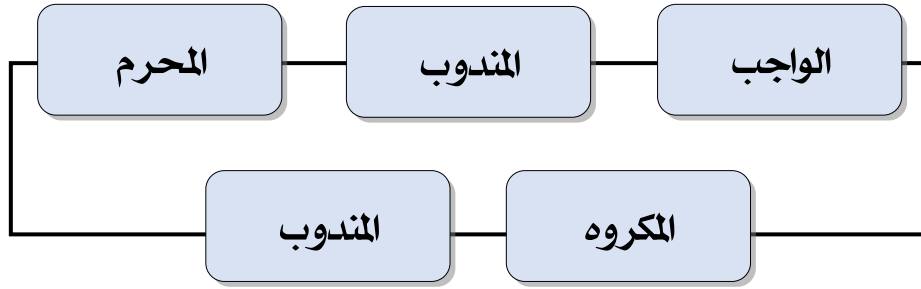 الواجب
المندوب
المحرم
المكروه
المندوب